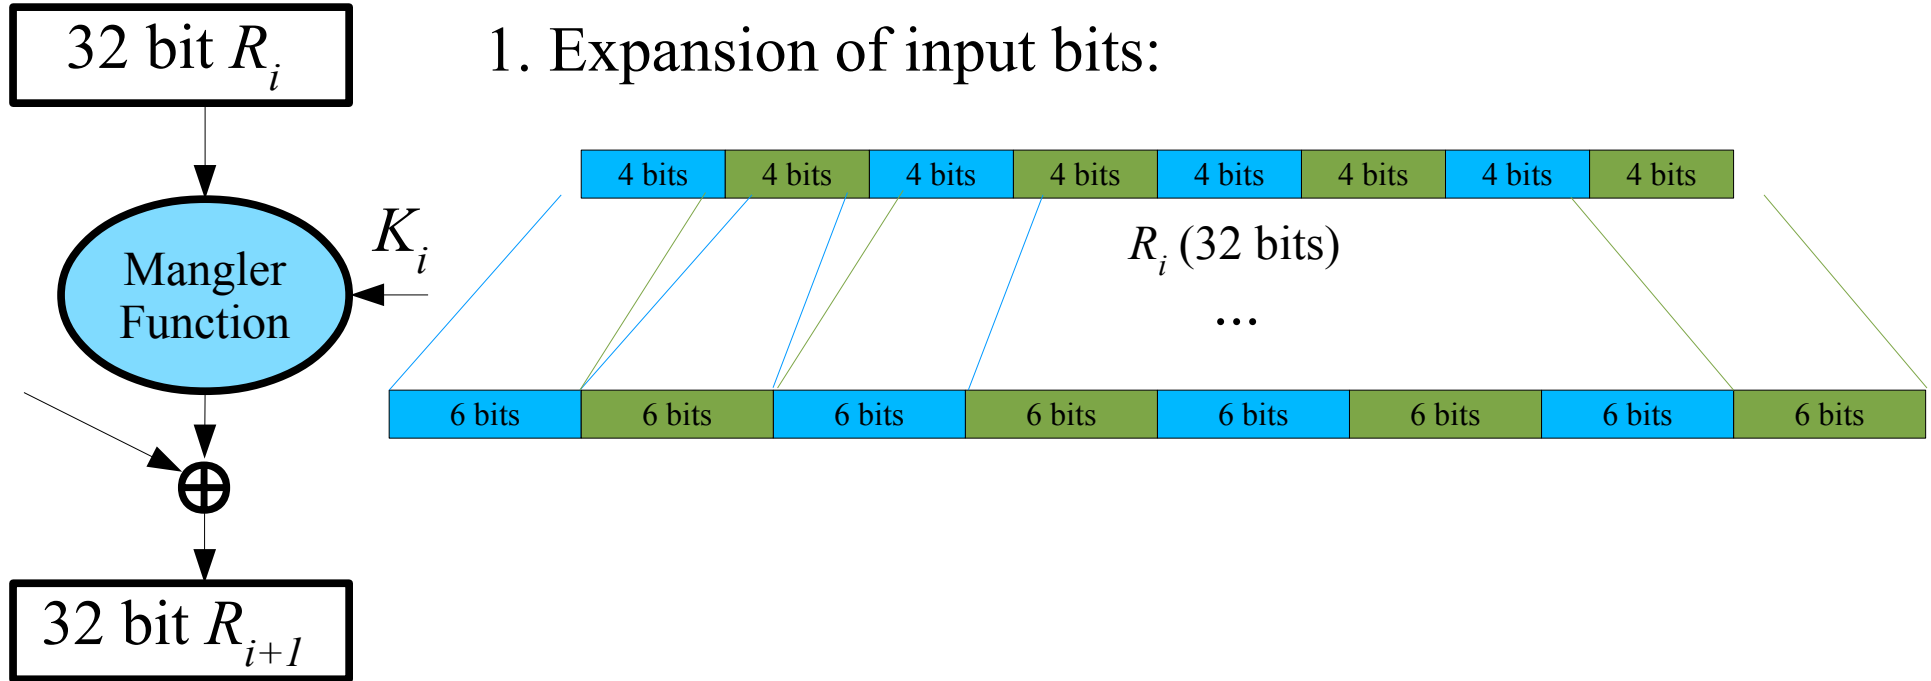 32 bit R_i
1. Expansion of input bits:
4 bits 4 bits 4 bits 4 bits 4 bits 4 bits 4 bits 4 bits
K_i
R_i (32 bits)
Mangler
Function
...
6 bits 6 bits 6 bits 6 bits 6 bits 6 bits 6 bits 6 bits
32 bit R_{i+1}